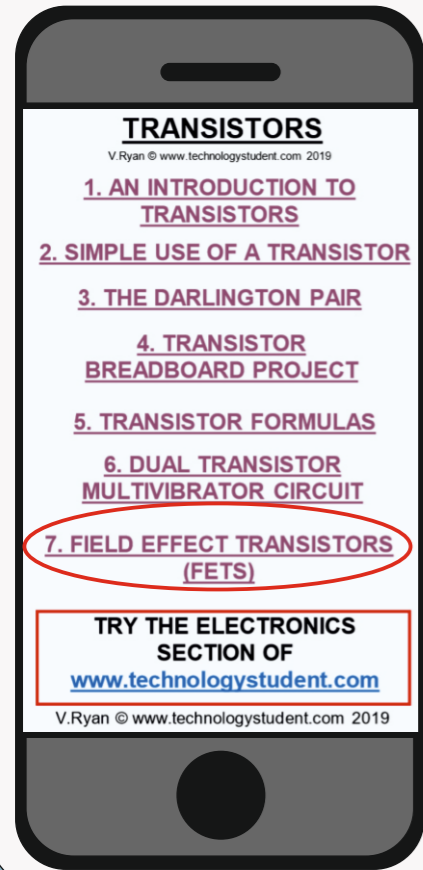 TRANSISTORS
V.Ryan © www.technologystudent.com 2019
1. AN INTRODUCTION TO
TRANSISTORS
2. SIMPLE USE OF A TRANSISTOR
3. THE DARLINGTON PAIR
4. TRANSISTOR
BREADBOARD PROJECT
5. TRANSISTOR FORMULAS
6. DUAL TRANSISTOR
MULTIVIBRATOR CIRCUIT
7. FIELD EFFECT TRANSISTORS
(FETS)
TRY THE ELECTRONICS
SECTION OF
www.technologystudent.com
V.Ryan © www.technologystudent.com 2019